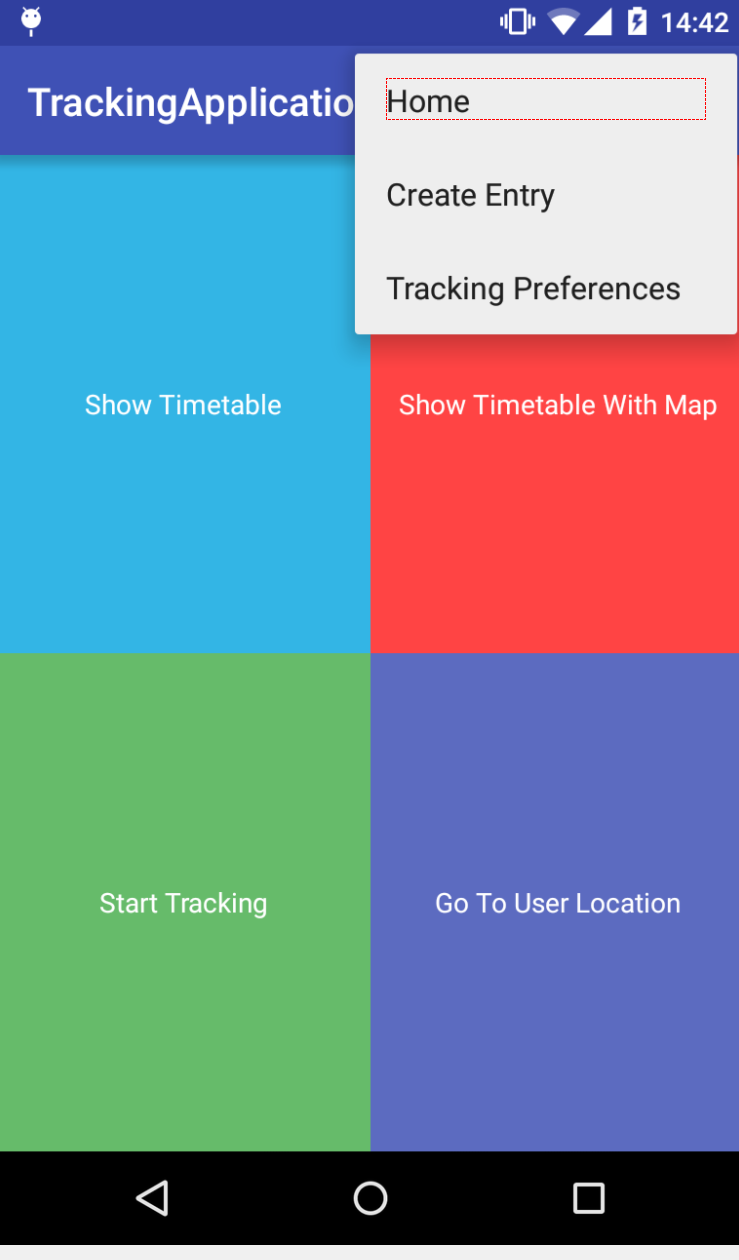 14:42
TrackingApplicatio
Home
Create Entry
Tracking Preferences
Show Timetable
Show Timetable With Map
Start Tracking
Go To User Location